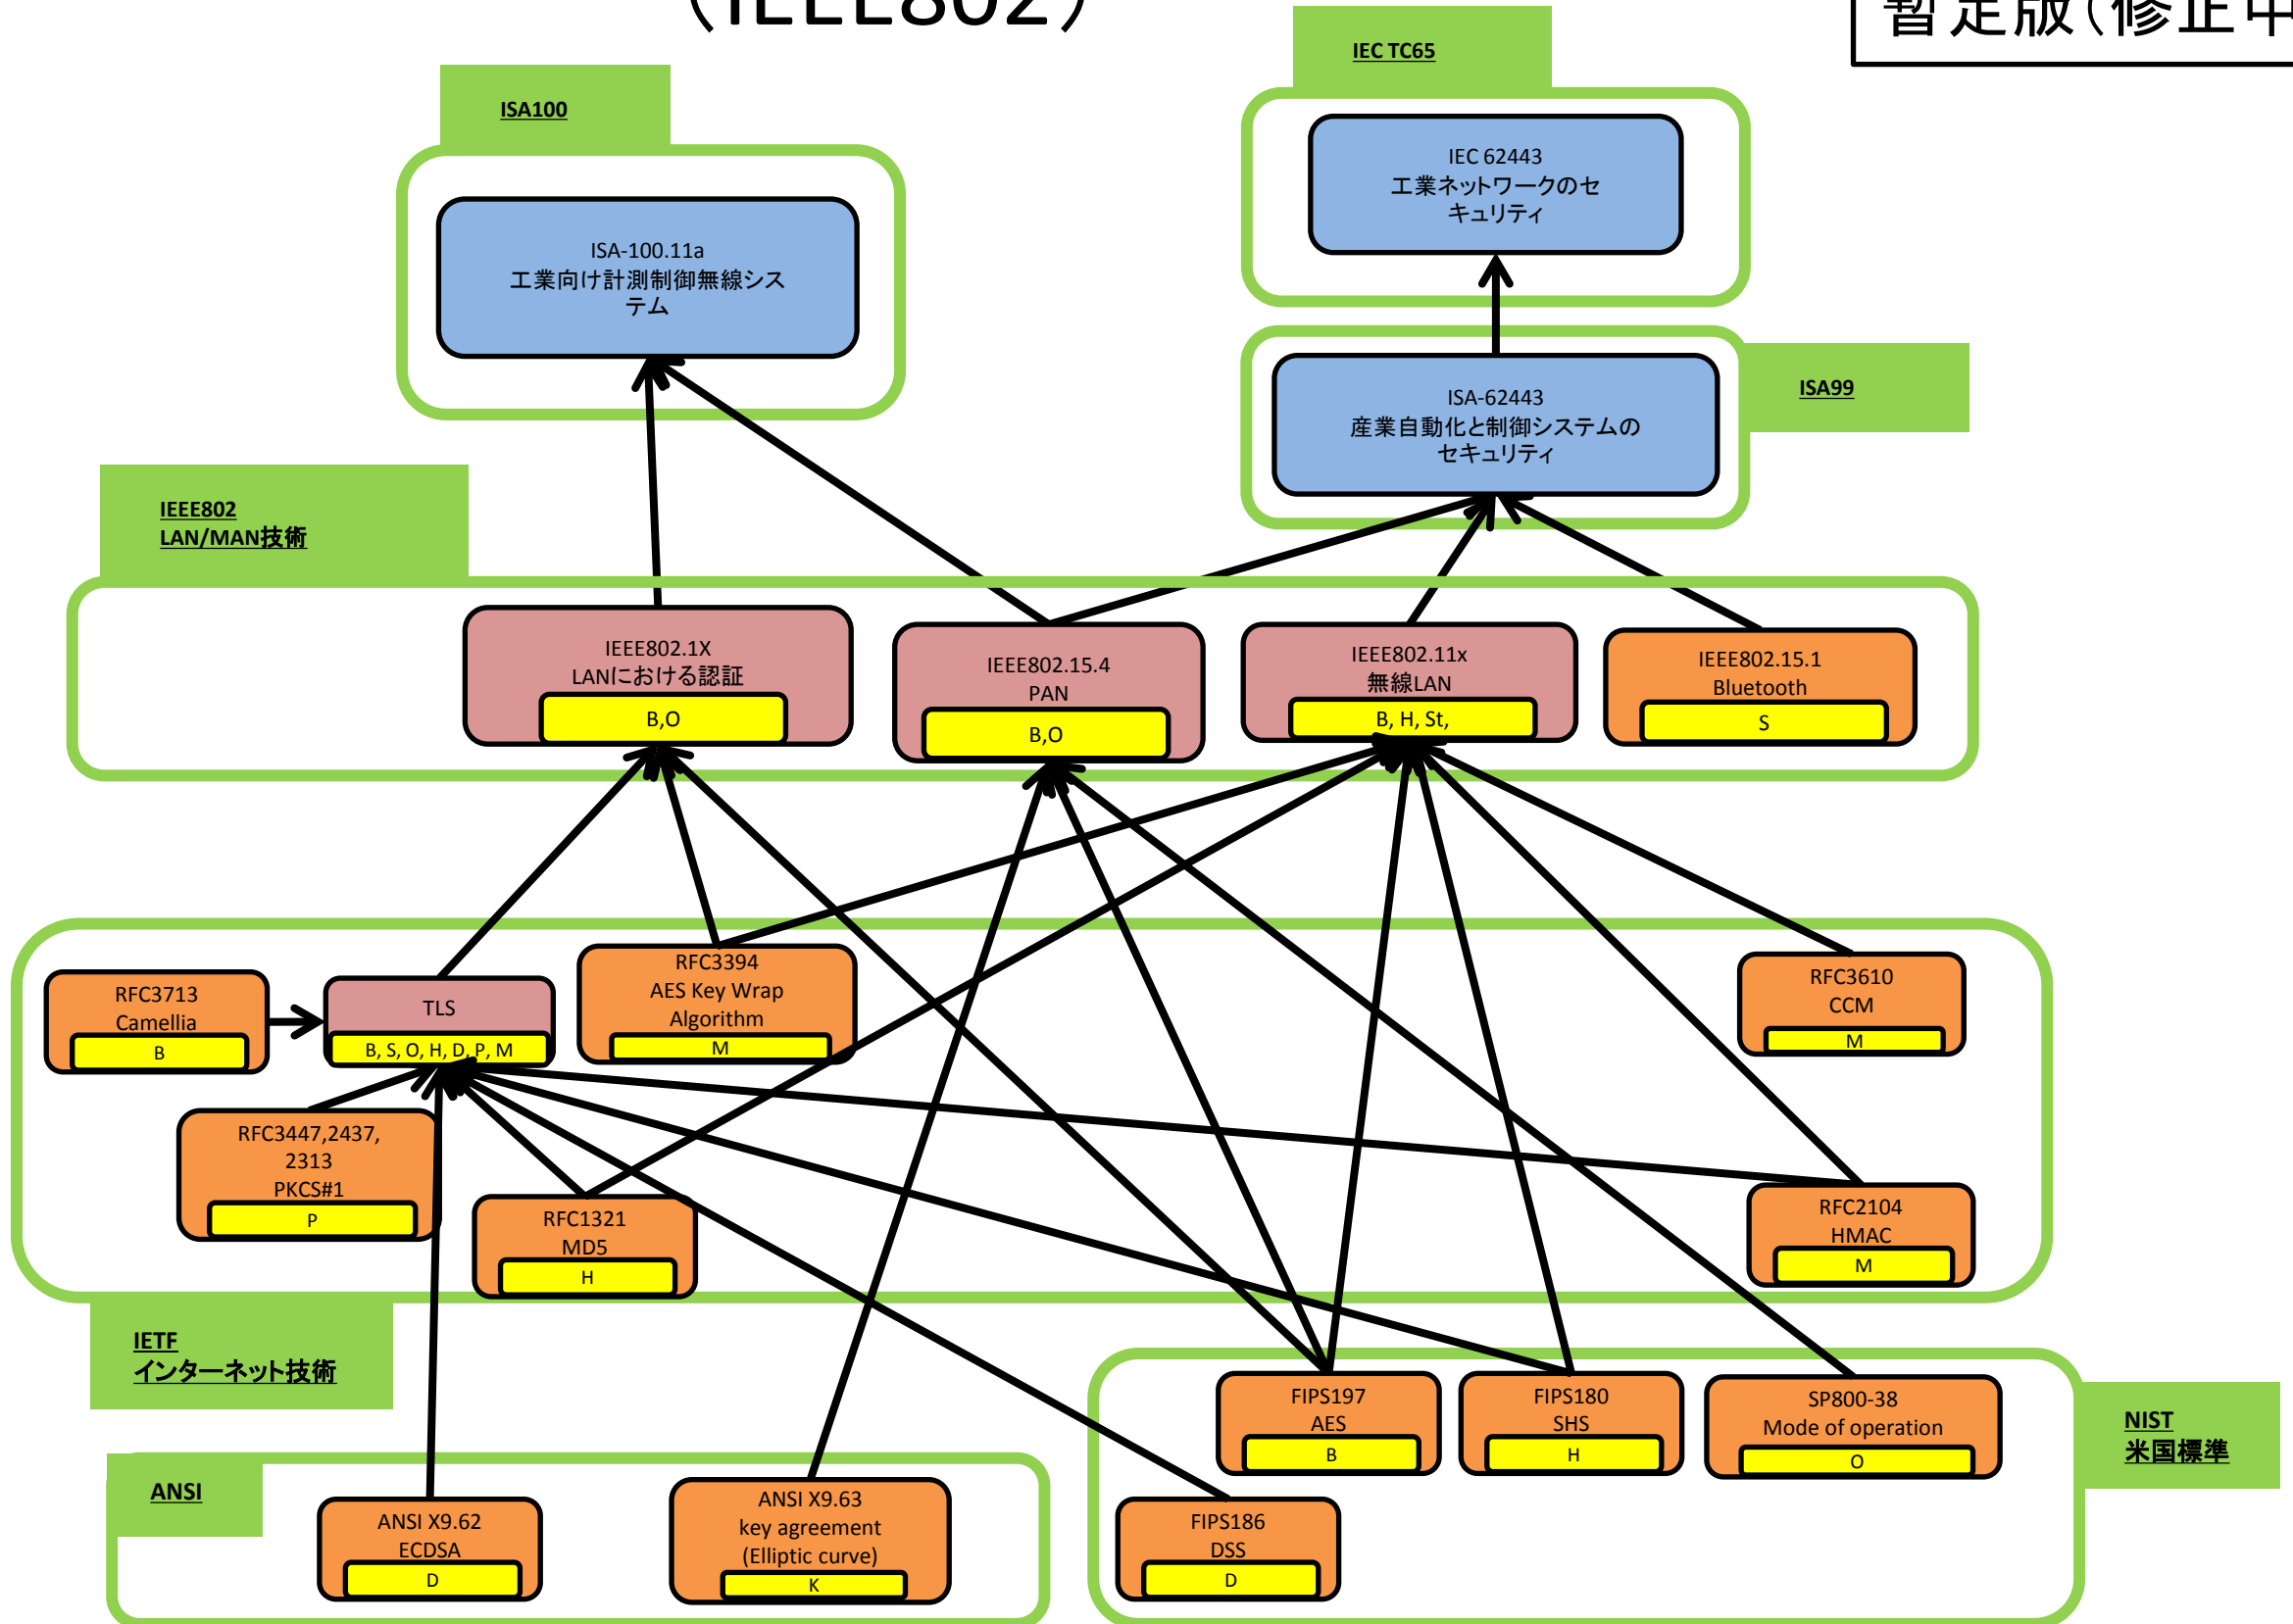 (IEEE802)
暫定版(修正中
IEC TC65
ISA100
IEC 62443
工業ネットワークのセ
キュリティ
ISA-100.11a
工業向け計測制御無線シス
テム
ISA99
ISA-62443
産業自動化と制御システムの
セキュリティ
IEEE802
LAN/MAN技術
IEEE802.1X
LANにおける認証
B,O
IEEE802.15.4
PAN
B,O
IEEE802.11x
無線LAN
B, H, St,
IEEE802.15.1
Bluetooth
S
RFC3713
Camellia
B
TLS
B, S, O, H, D, P, M
RFC3394
AES Key Wrap
Algorithm
M
RFC3610
CCM
M
RFC3447,2437,
2313
PKCS#1
P
RFC1321
MD5
H
RFC2104
HMAC
M
IETF
インターネット技術
FIPS197
AES
B
FIPS180
SHS
H
SP800-38
Mode of operation
O
NIST
米国標準
ANSI
ANSI X9.62
ECDSA
D
ANSI X9.63
key agreement
(Elliptic curve)
K
FIPS186
DSS
D